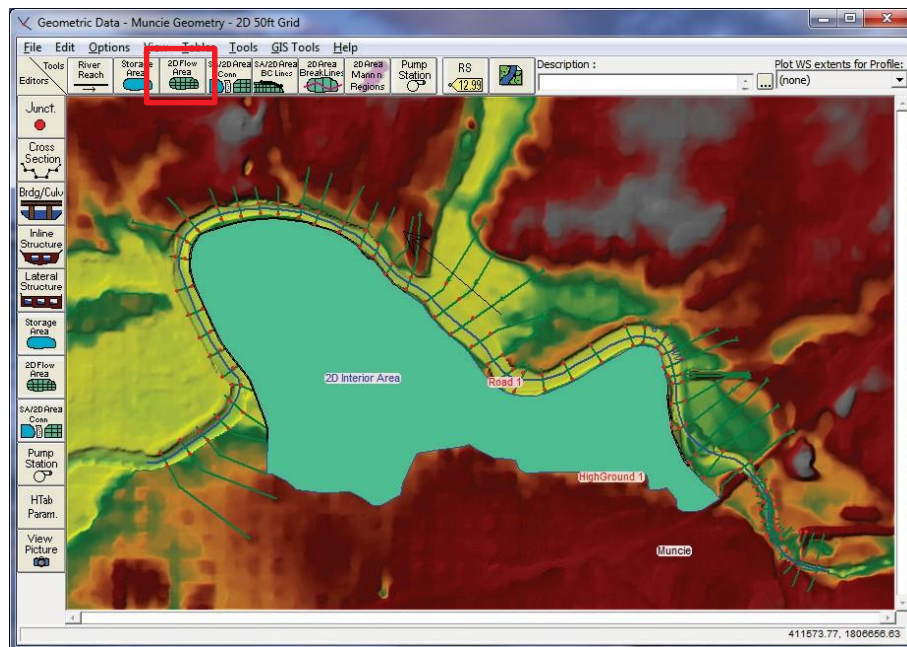 Geometric Data - Muncie Geometry - 2D 50ft Grid
File Edit Options View Tables Tools GIS Tools Help
Tools
Editors
River
Reach
Storage
Area
2D Flow
Area
SA/2D Area
Conn
SA/2D Area
BC Lines
2D Area
BreakLines
2D Area
Mann n
Regions
Pump
Station
RS
12.99
Description :
...
Plot WS extents for Profile:
(none)
Junct.
Cross
Section
Brdg/Culv
Inline
Structure
Lateral
Structure
Storage
Area
2D Flow
Area
SA/2D Area
Conn
Pump
Station
HTab
Param.
View
Picture
2D Interior Area
Road 1
HighGround 1
Muncie
411573.77, 1806656.63